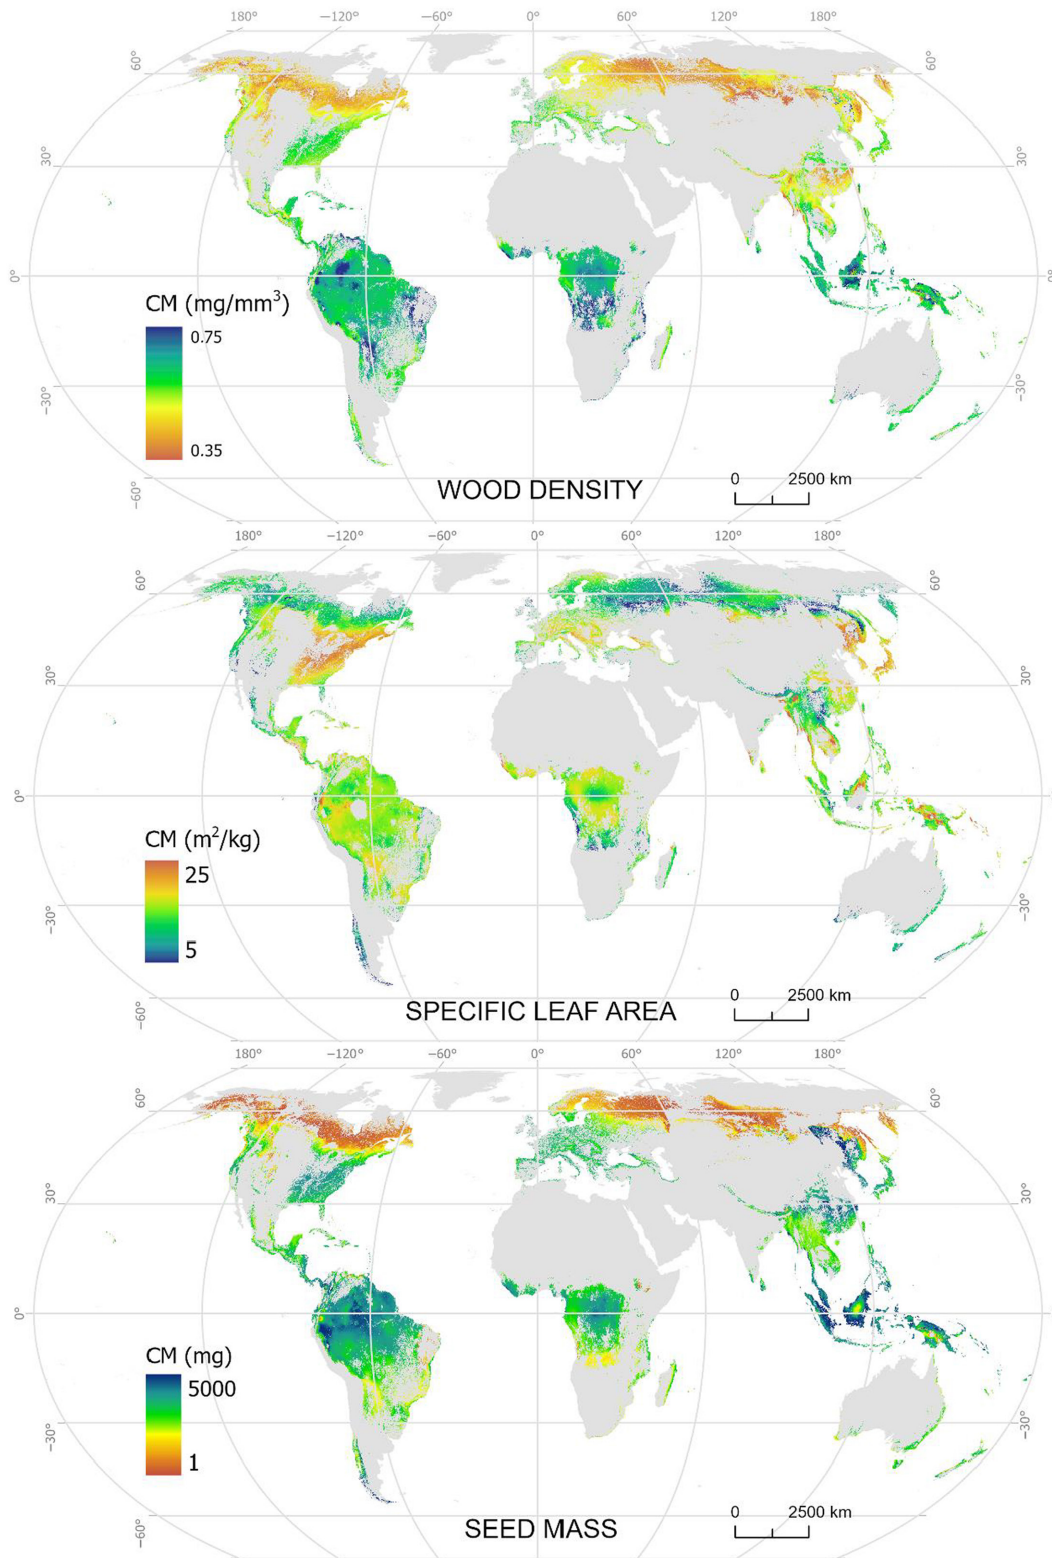 180° −120° −60° 0° 60° 120° 180°
60° 60°
30° 30°
0° 0°
CM (mg/mm³)
0.75
0.35
−30° −30°
−60°
WOOD DENSITY
0 2500 km
180° −120° −60° 0° 60° 120° 180°
60° 60°
30° 30°
0° 0°
CM (m²/kg)
25
5
−30° −30°
−60°
SPECIFIC LEAF AREA
0 2500 km
180° −120° −60° 0° 60° 120° 180°
60° 60°
30° 30°
0° 0°
CM (mg)
5000
1
−30° −30°
−60°
SEED MASS
0 2500 km